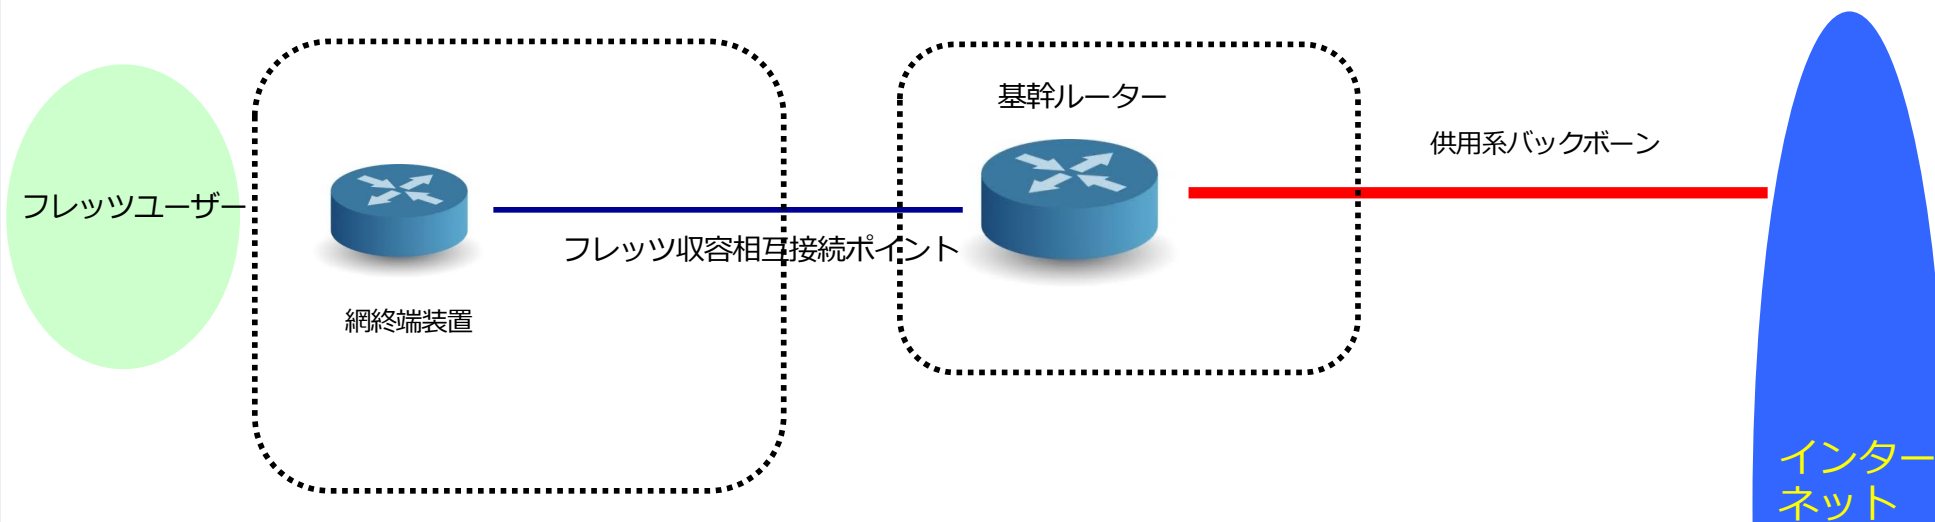 基幹ルーター
供用系バックボーン
フレッツユーザー
フレッツ収容相互接続ポイント
網終端装置
インター
ネット